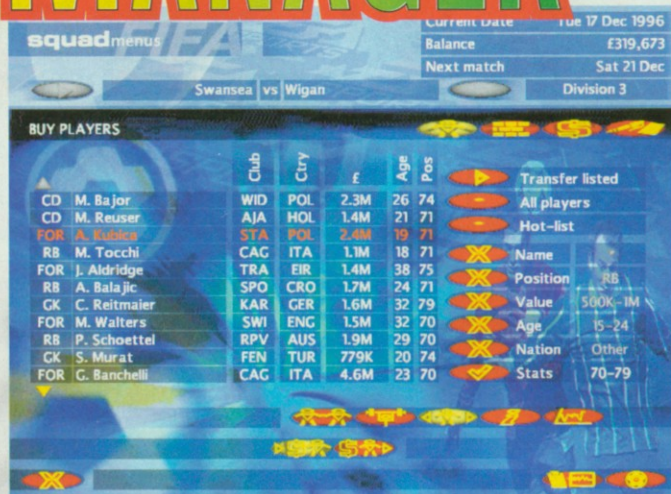 MANAGER
Current Date Tue 17 Dec 1996
squad menus
Balance £319,673
Next match Sat 21 Dec
Swansea vs Wigan Division 3
BUY PLAYERS
Club Ctry £ Age Pos
CD M. Bajor WID POL 2.3M 26 74
CD M. Reuser AJA HOL 1.4M 21 71
FOR A. Kubica STA POL 2.4M 19 71
RB M. Tocchi CAG ITA 1.1M 18 71
FOR J. Aldridge TRA EIR 1.4M 38 75
RB A. Balajic SPO CRO 1.7M 24 71
GK C. Reitmaier KAR GER 1.6M 32 79
FOR M. Walters SWI ENG 1.5M 32 70
RB P. Schoettel RPV AUS 1.9M 29 70
GK S. Murat FEN TUR 779K 20 74
FOR G. Banchelli CAG ITA 4.6M 23 70
Transfer listed
All players
Hot-list
Name
Position RB
Value 560K-1M
Age 15-24
Nation Other
Stats 70-79